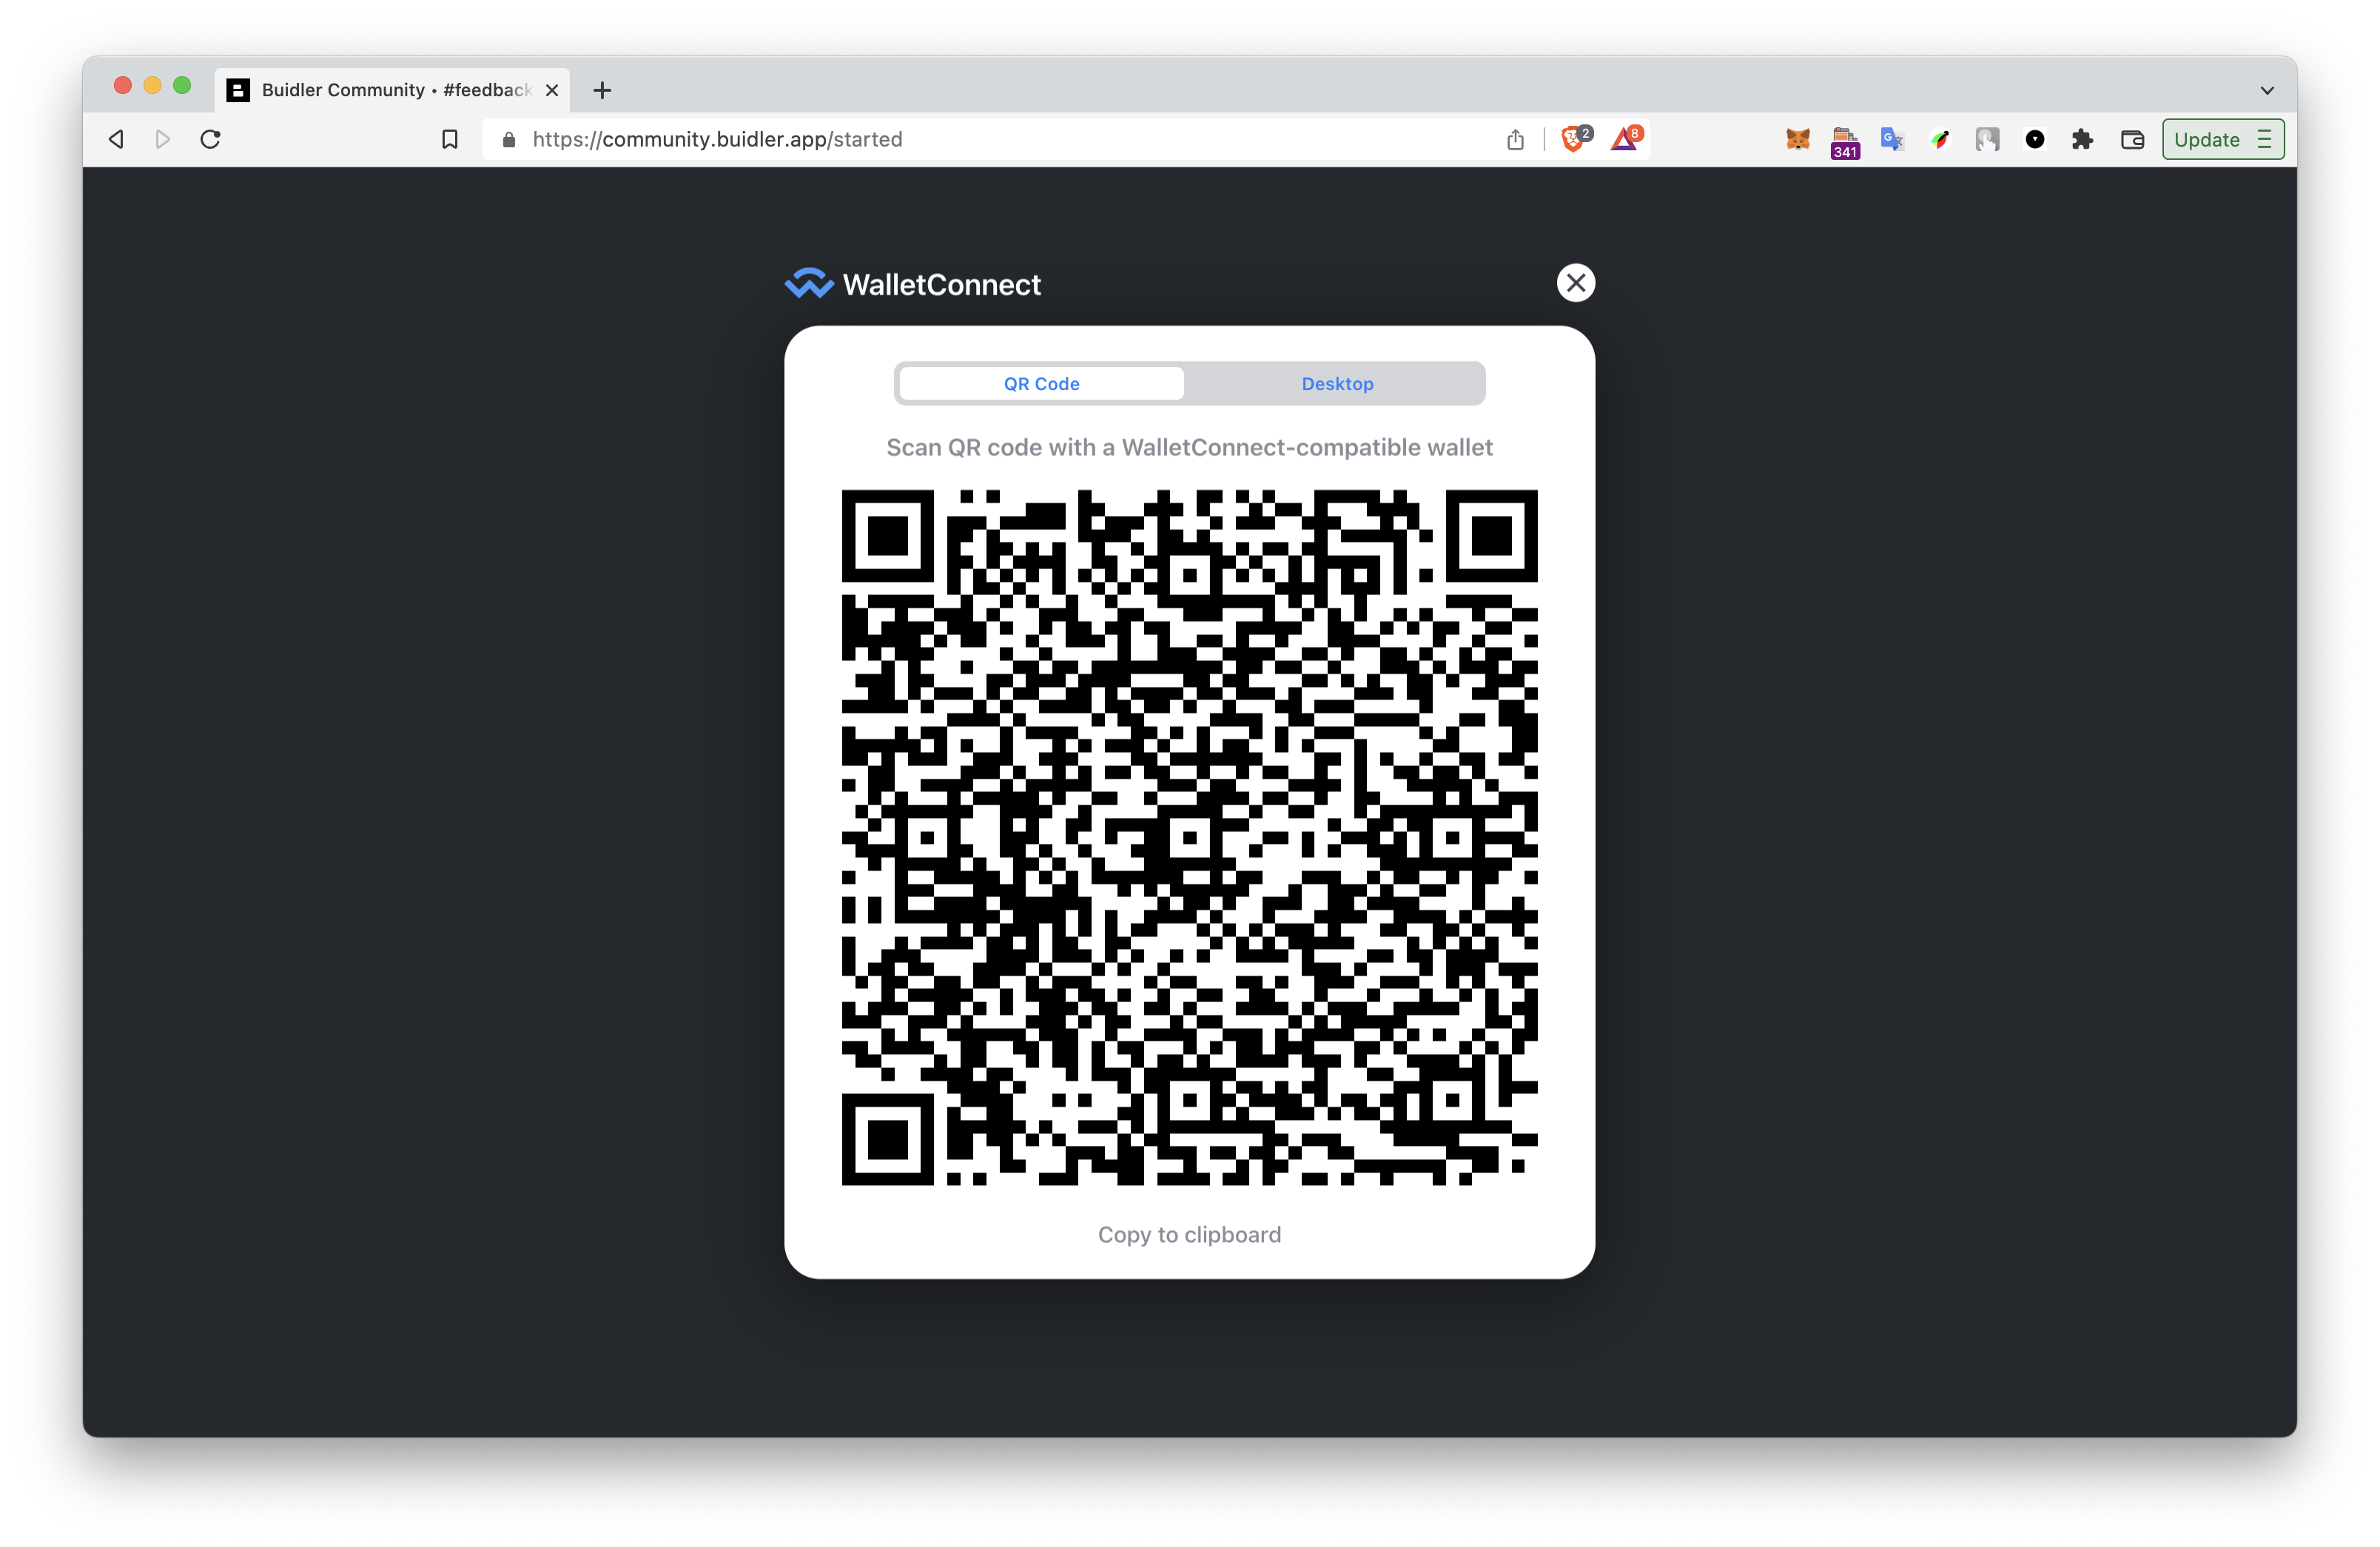 Buidler Community • #feedback
https://community.buidler.app/started
2
8
341
Update
WalletConnect
QR Code
Desktop
Scan QR code with a WalletConnect-compatible wallet
Copy to clipboard